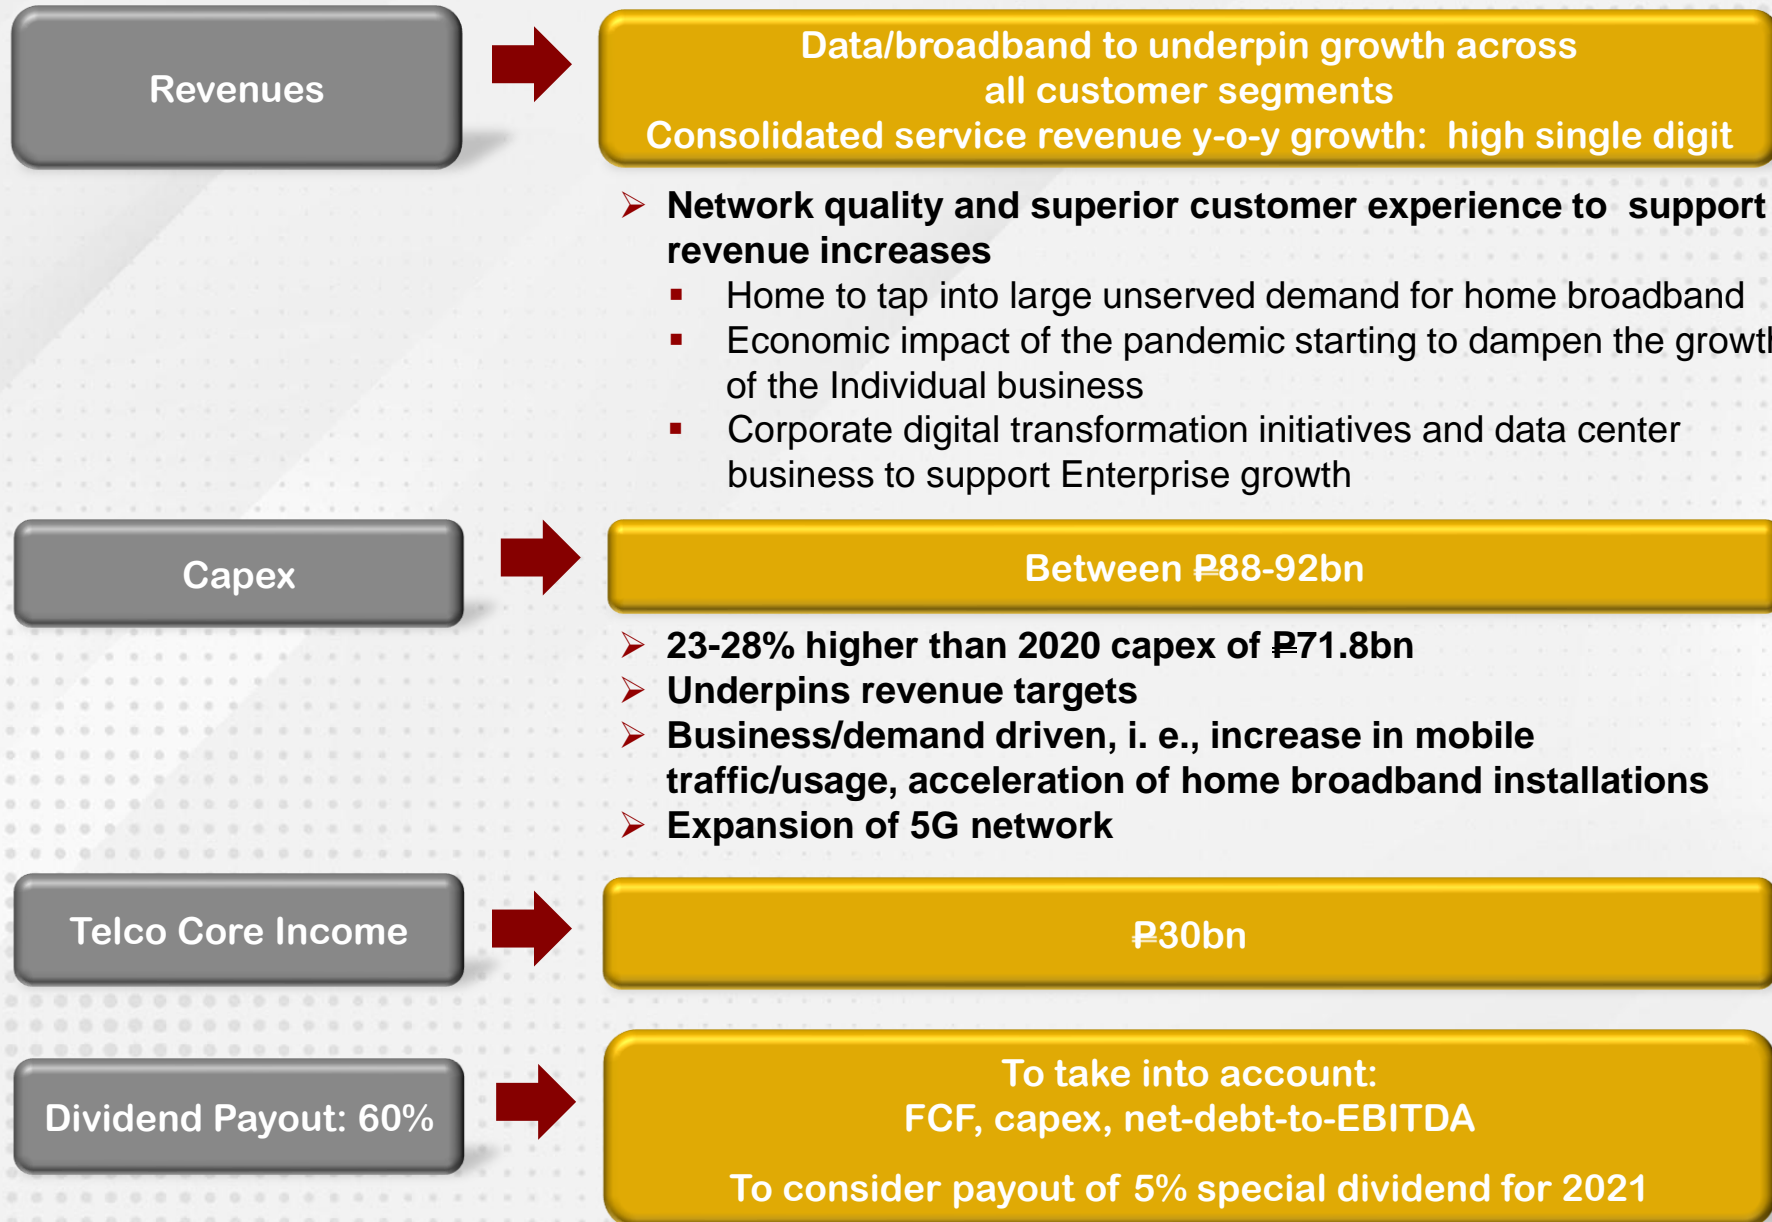 Revenues
Data/broadband to underpin growth across
all customer segments
Consolidated service revenue y-o-y growth: high single digit
➢ Network quality and superior customer experience to support
revenue increases
▪ Home to tap into large unserved demand for home broadband
▪ Economic impact of the pandemic starting to dampen the growth
of the Individual business
▪ Corporate digital transformation initiatives and data center
business to support Enterprise growth
Capex
Between ₱88-92bn
➢ 23-28% higher than 2020 capex of ₱71.8bn
➢ Underpins revenue targets
➢ Business/demand driven, i. e., increase in mobile
traffic/usage, acceleration of home broadband installations
➢ Expansion of 5G network
Telco Core Income
₱30bn
Dividend Payout: 60%
To take into account:
FCF, capex, net-debt-to-EBITDA
To consider payout of 5% special dividend for 2021